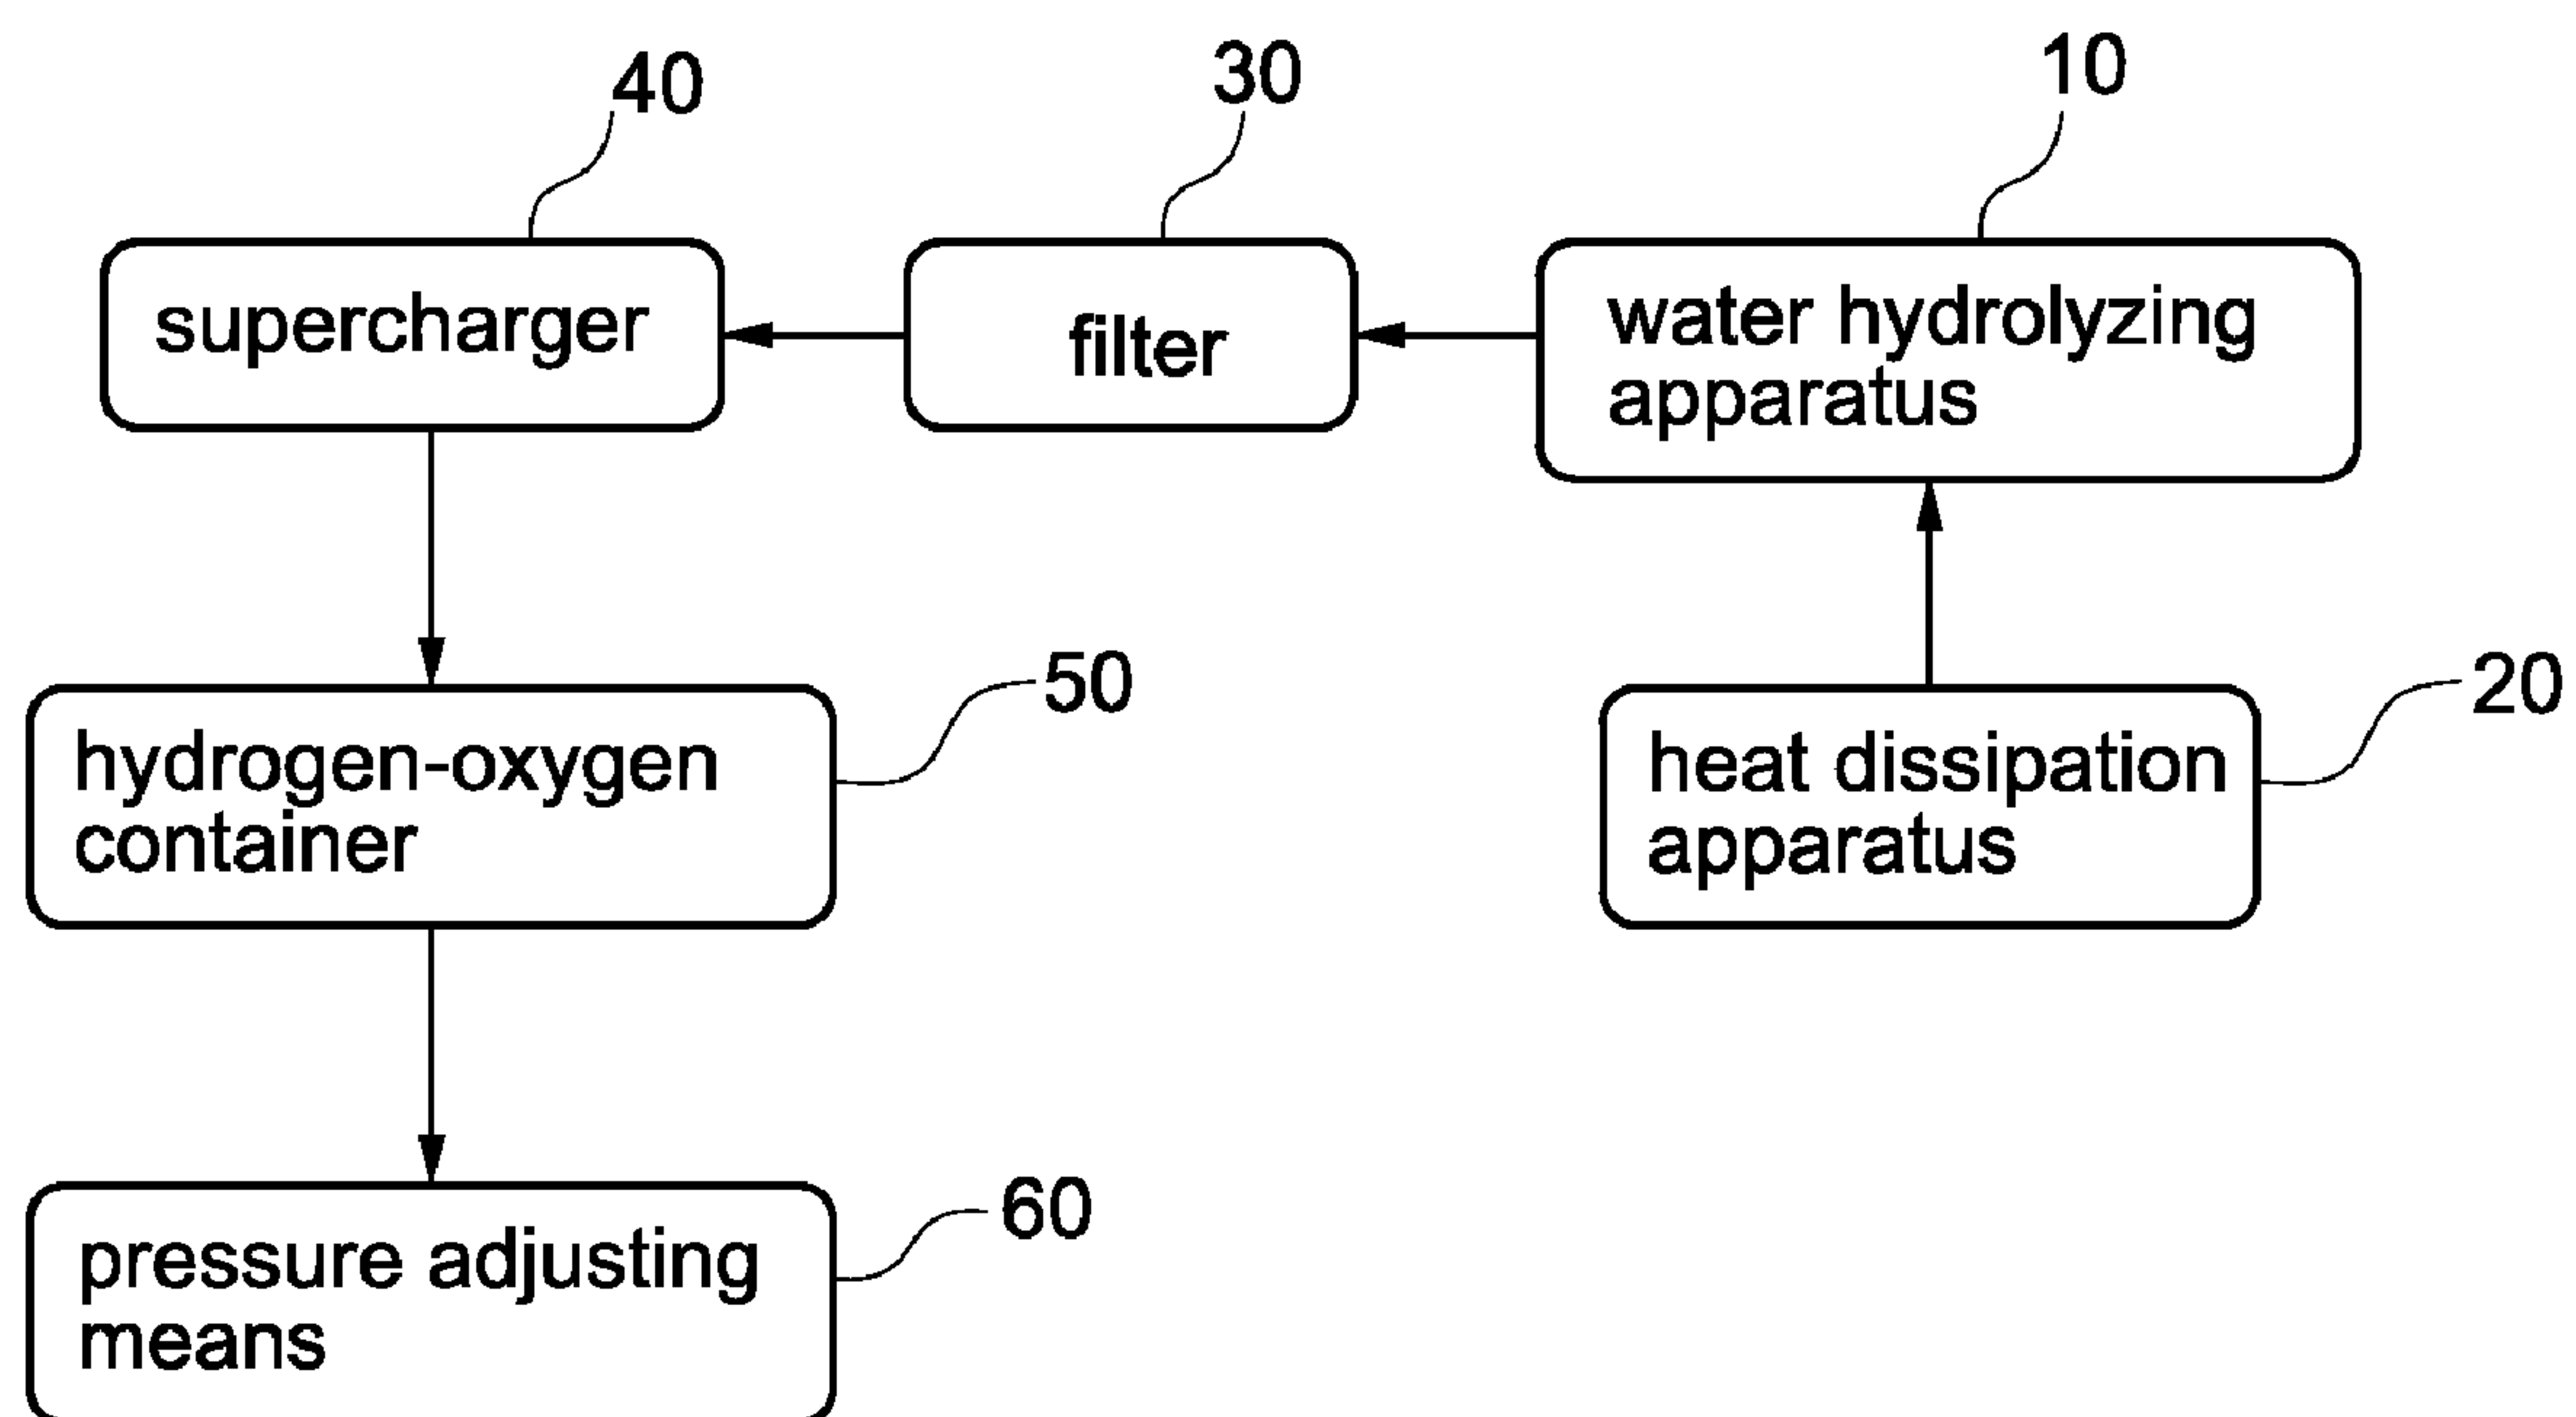 40
30
10
supercharger
filter
water hydrolyzing
apparatus
50
20
hydrogen-oxygen
container
heat dissipation
apparatus
60
pressure adjusting
means